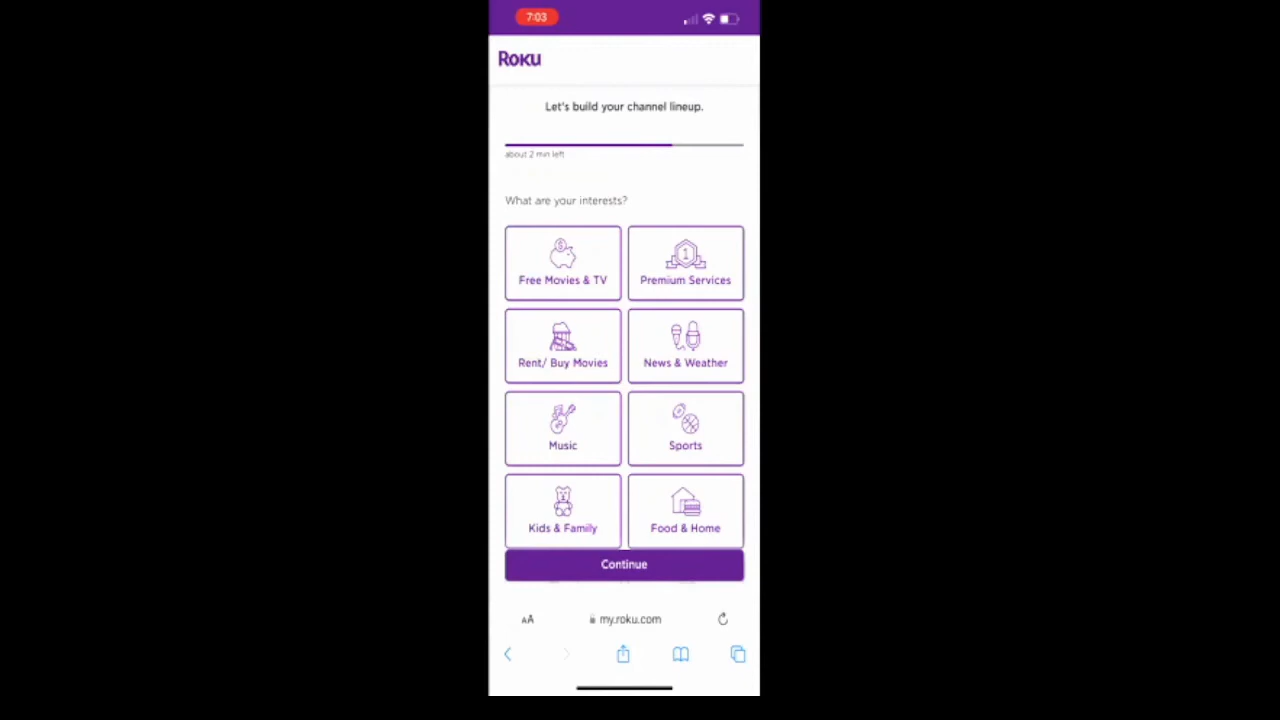 7:03
Roku
Let's build your channel lineup.
about 2 min left
What are your interests?
Free Movies & TV
Premium Services
Rent/ Buy Movies
News & Weather
Music
Sports
Kids & Family
Food & Home
Continue
AA
my.roku.com